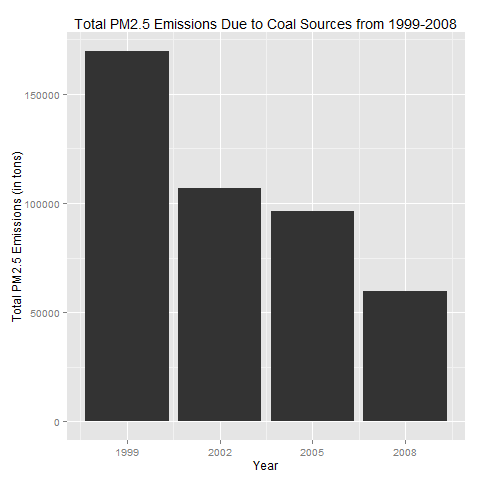 Total PM2.5 Emissions Due to Coal Sources from 1999-2008
Total PM2.5 Emissions (in tons)
150000
100000
50000
0
1999 2002 2005 2008
Year